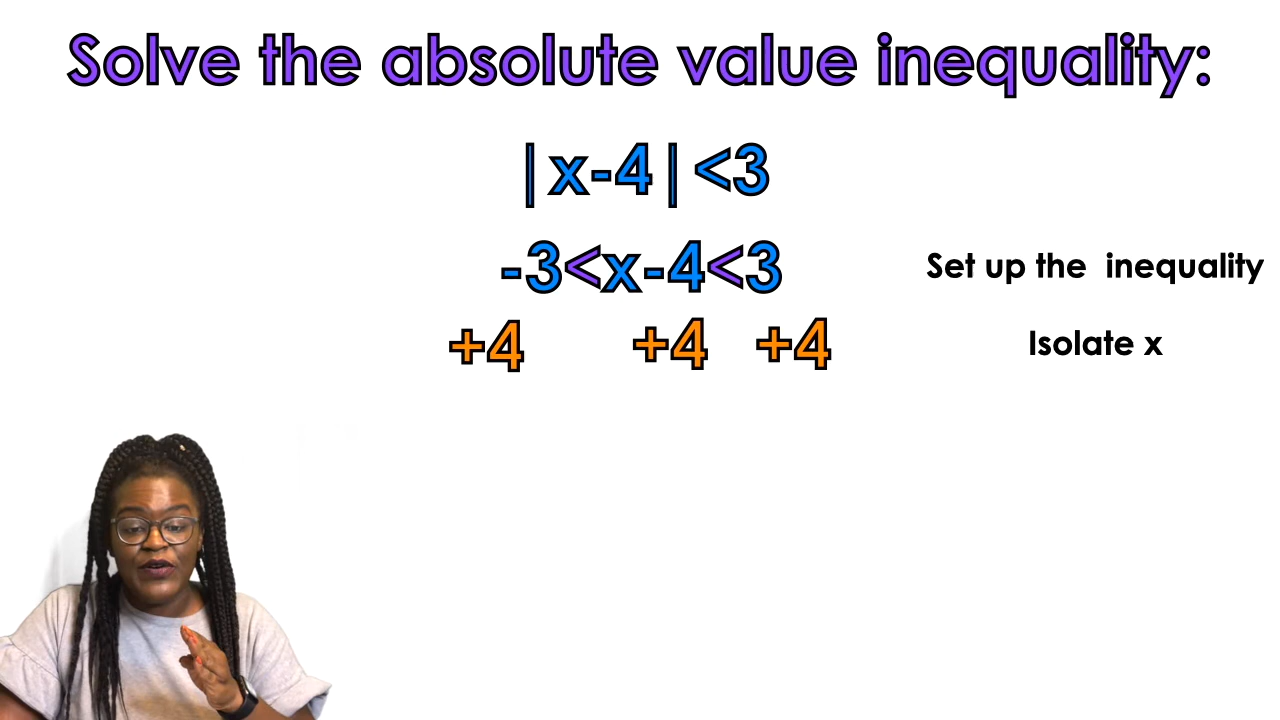 Solve the absolute value inequality:
|x-4|<3
-3<x-4<3
Set up the inequality
+4 +4 +4
Isolate x